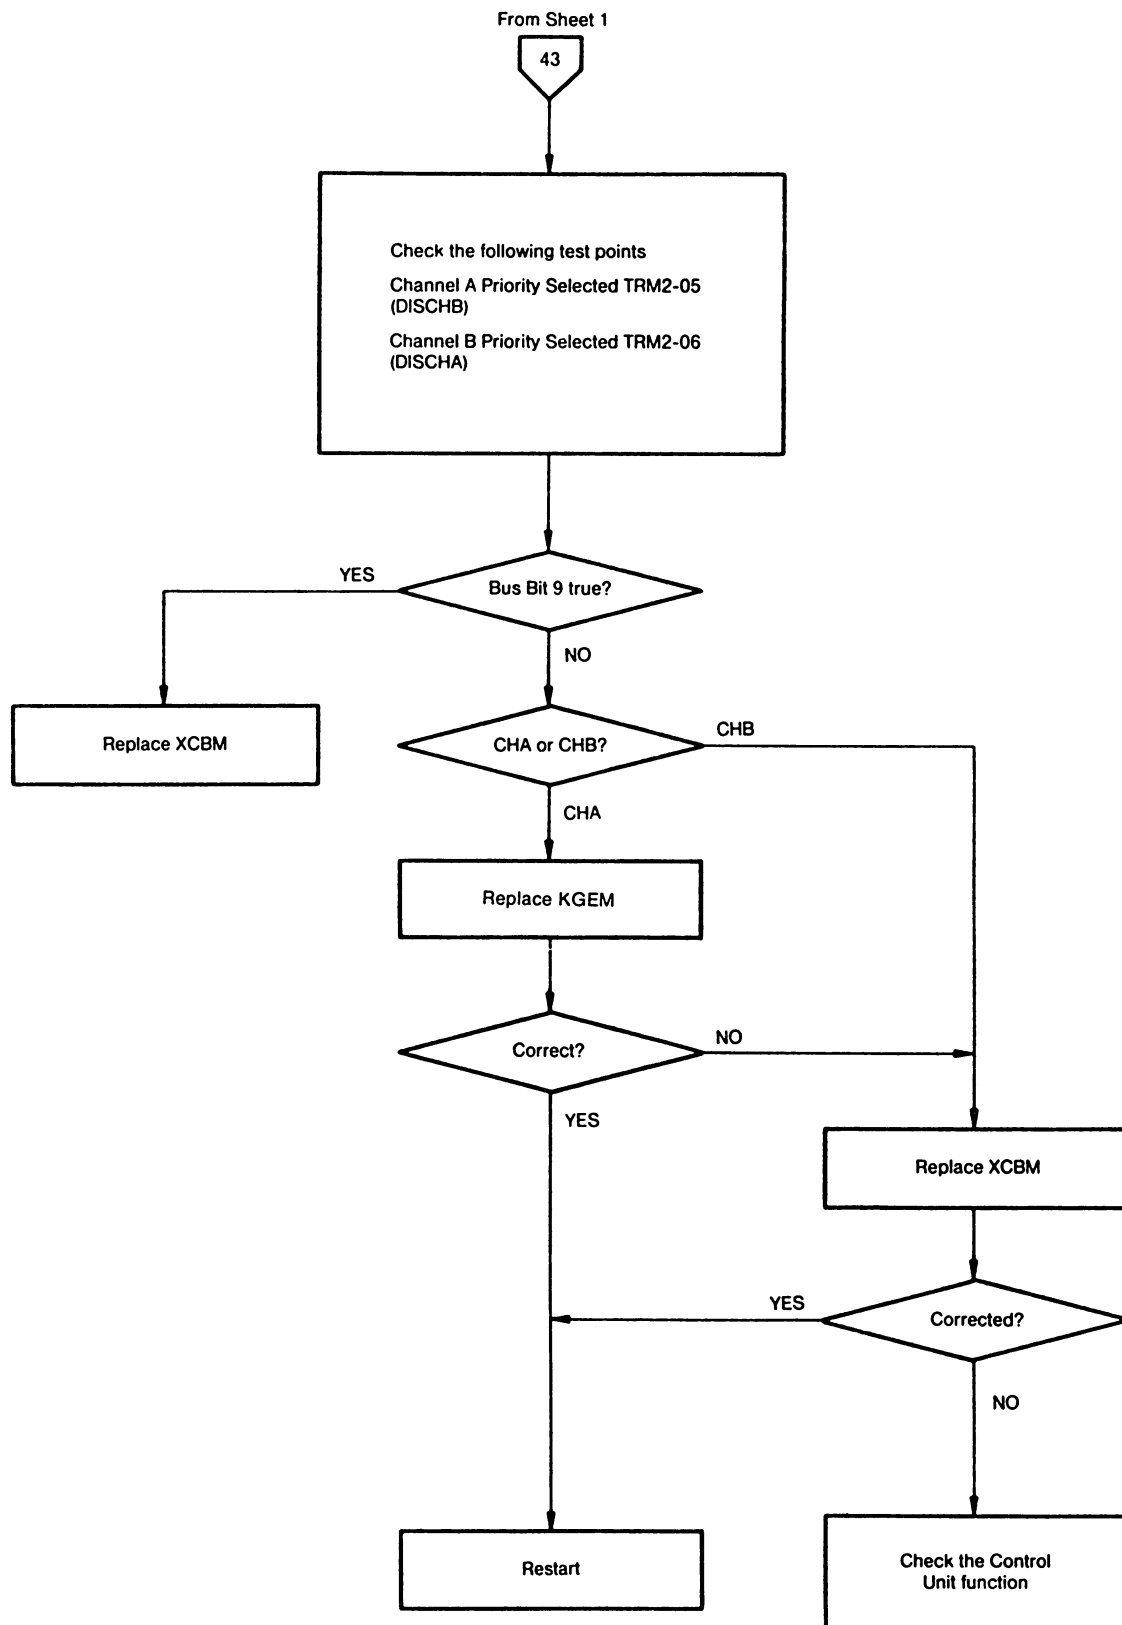 From Sheet 1
43
Check the following test points
Channel A Priority Selected TRM2-05
(DISCHB)
Channel B Priority Selected TRM2-06
(DISCHA)
YES
Bus Bit 9 true?
NO
Replace XCBM
CHA or CHB?
CHB
CHA
Replace KGEM
Correct?
NO
YES
Replace XCBM
YES
Corrected?
NO
Restart
Check the Control
Unit function